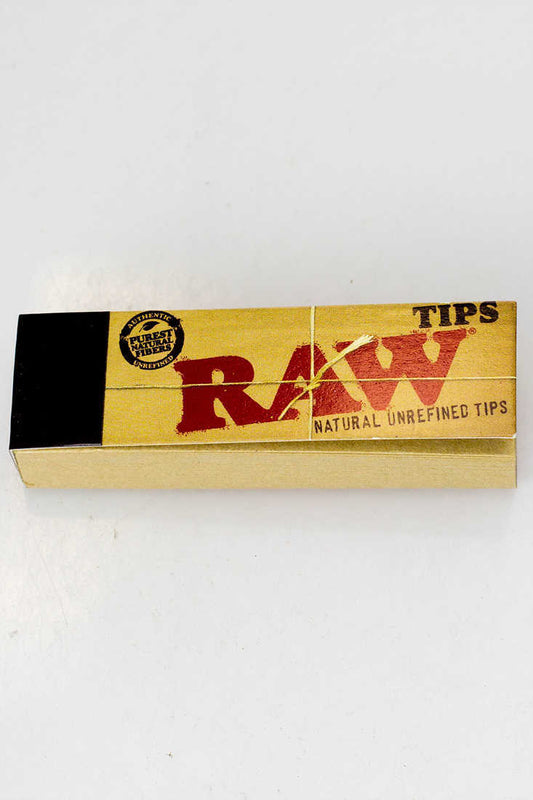 AUTHENTIC
PUREST
NATURAL
FIBERS
UNREFINED
TIPS
RAW®
NATURAL UNREFINED TIPS